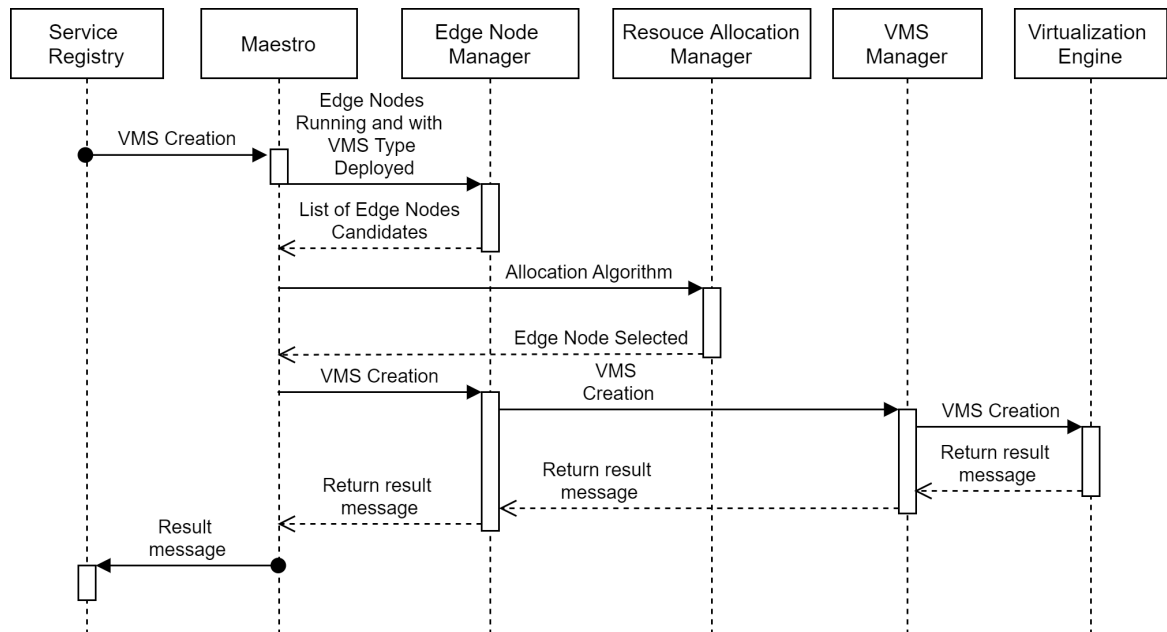 Service
Registry
Maestro
Edge Node
Manager
Resouce Allocation
Manager
VMS
Manager
Virtualization
Engine
VMS Creation
Edge Nodes
Running and with
VMS Type
Deployed
List of Edge Nodes
Candidates
Allocation Algorithm
Edge Node Selected
VMS Creation
VMS
Creation
VMS Creation
Return result
message
Return result
message
Return result
message
Result
message